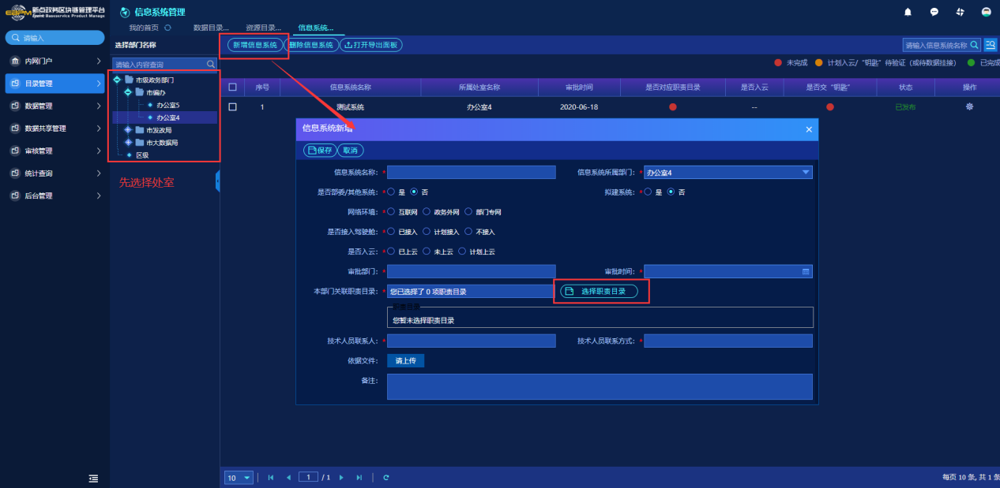 新点政务区块链管理平台
Epoint Baseservice Product Manage
信息系统管理
我的首页
数据目录...
资源目录...
信息系统...
请输入
内网门户
目录管理
数据管理
数据共享管理
审核管理
统计查询
后台管理
选择部门名称
请输入内容查询
市级政务部门
市编办
办公室5
办公室4
市发改局
市大数据局
区级
先选择处室
新增信息系统
删除信息系统
打开导出面板
请输入信息系统名称
未完成
计划入云/“钥匙”待验证（或待数据挂接）
已完成
序号 信息系统名称 所属处室名称 审批时间 是否对应职责目录 是否入云 是否交“钥匙” 状态 操作
1 测试系统 办公室4 2020-06-18 -- 已发布
信息系统新增
保存 取消
信息系统名称: * 信息系统所属部门: * 办公室4
是否部委/其他系统: * 是 否 拟建系统: * 是 否
网络环境: * 互联网 政务外网 部门专网
是否接入驾驶舱: * 已接入 计划接入 不接入
是否入云: * 已上云 未上云 计划上云
审批部门: * 审批时间: *
本部门关联职责目录: * 您已选择了 0 项职责目录 选择职责目录
职责目录
您暂未选择职责目录
技术人员联系人: * 技术人员联系方式: *
依据文件: 请上传
备注:
10 1 / 1
每页 10 条, 共 1 条